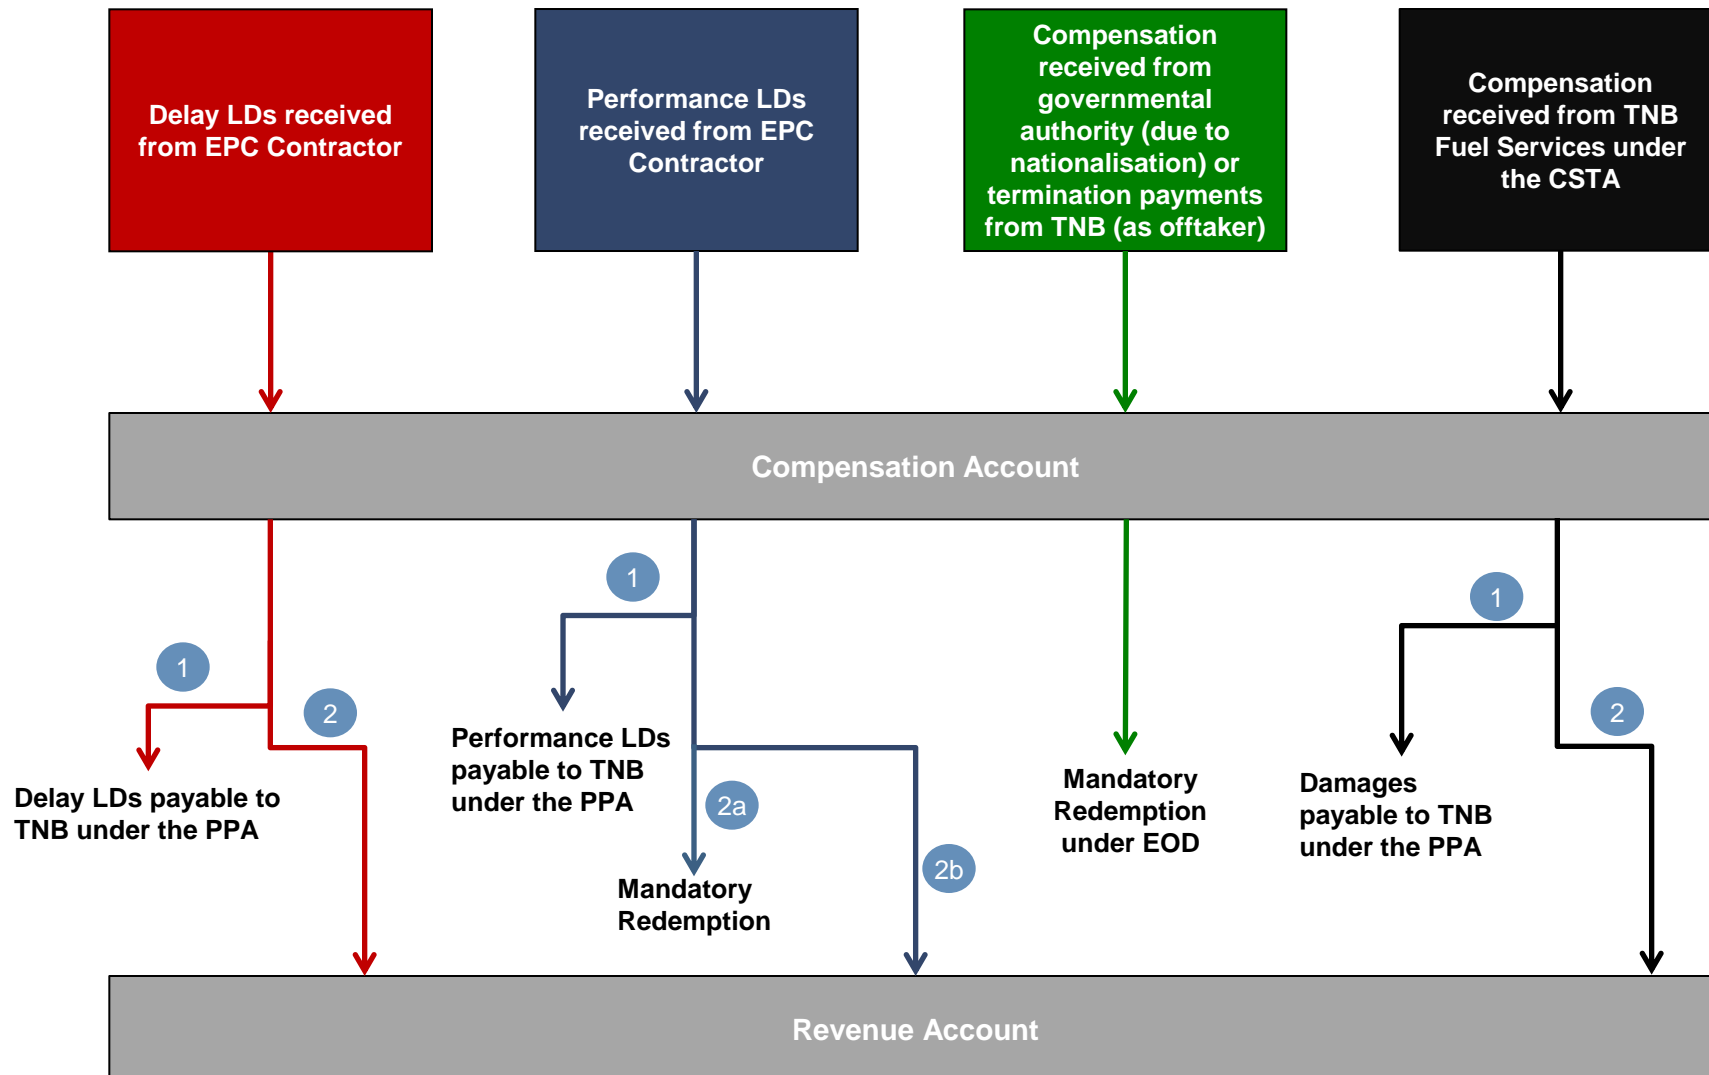 Delay LDs received
from EPC Contractor
Performance LDs
received from EPC
Contractor
Compensation
received from
governmental
authority (due to
nationalisation) or
termination payments
from TNB (as offtaker)
Compensation
received from TNB
Fuel Services under
the CSTA
Compensation Account
1
2
Delay LDs payable to
TNB under the PPA
1
Performance LDs
payable to TNB
under the PPA
2a
Mandatory
Redemption
2b
Mandatory
Redemption
under EOD
1
2
Damages
payable to TNB
under the PPA
Revenue Account